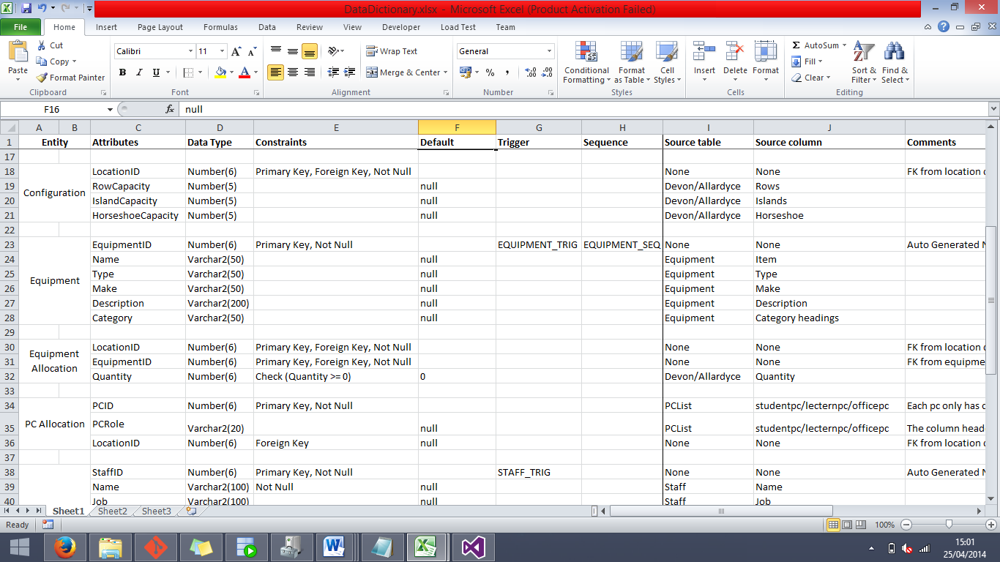 DataDictionary.xlsx - Microsoft Excel (Product Activation Failed)
File Home Insert Page Layout Formulas Data Review View Developer Load Test Team
Paste Cut Copy Format Painter Clipboard
Calibri 11 B I U Font
Wrap Text Merge & Center Alignment
General % , Number
Conditional Formatting Format as Table Cell Styles Styles
Insert Delete Format Cells
AutoSum Fill Clear Sort & Filter Find & Select Editing
F16 fx null
A B C D E F G H I J
1 Entity Attributes Data Type Constraints Default Trigger Sequence Source table Source column Comments
17
18 LocationID Number(6) Primary Key, Foreign Key, Not Null None None FK from location
19 Configuration RowCapacity Number(5) null Devon/Allardyce Rows
20 IslandCapacity Number(5) null Devon/Allardyce Islands
21 HorseshoeCapacity Number(5) null Devon/Allardyce Horseshoe
22
23 EquipmentID Number(6) Primary Key, Not Null EQUIPMENT_TRIG EQUIPMENT_SEQ None None Auto Generated
24 Name Varchar2(50) null Equipment Item
25 Type Varchar2(50) null Equipment Type
26 Equipment Make Varchar2(50) null Equipment Make
27 Description Varchar2(200) null Equipment Description
28 Category Varchar2(50) null Equipment Category headings
29
30 Equipment LocationID Number(6) Primary Key, Foreign Key, Not Null None None FK from location
31 Allocation EquipmentID Number(6) Primary Key, Foreign Key, Not Null None None FK from equipme
32 Quantity Number(6) Check (Quantity >= 0) 0 Devon/Allardyce Quantity
33
34 PCID Number(6) Primary Key, Not Null PCList studentpc/lecternpc/officepc Each pc only has
35 PC Allocation PCRole Varchar2(20) null PCList studentpc/lecternpc/officepc The column head
36 LocationID Number(6) Foreign Key null None None FK from location
37
38 StaffID Number(6) Primary Key, Not Null STAFF_TRIG None None Auto Generated
39 Name Varchar2(100) Not Null null Staff Name
40 Job Varchar2(100) null Staff Job
Sheet1 Sheet2 Sheet3
Ready 100%
15:01
25/04/2014